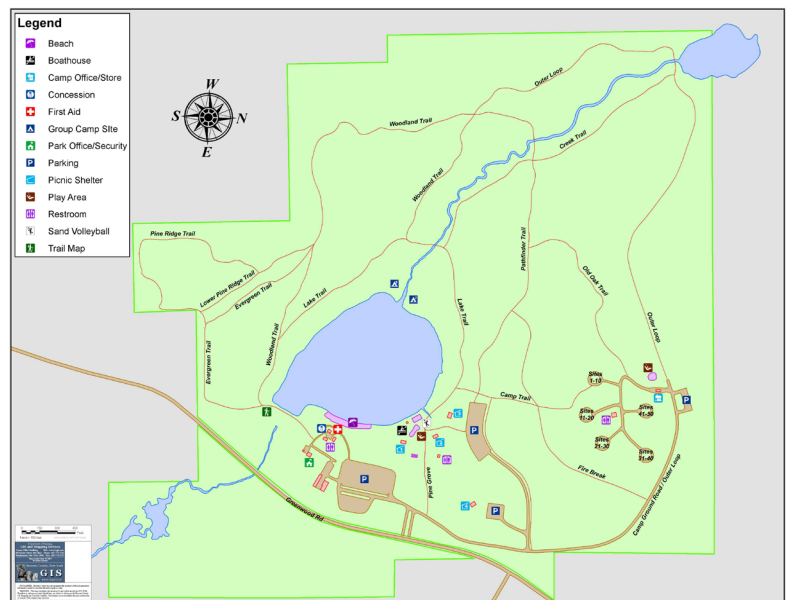 Legend
Beach
Boathouse
Camp Office/Store
Concession
First Aid
Group Camp SIte
Park Office/Security
Parking
Picnic Shelter
Play Area
Restroom
Sand Volleyball
Trail Map
W
S
N
E
Outer Loop
Woodland Trail
Creek Trail
Woodland Trail
Pine Ridge Trail
Pathfinder Trail
Old Oak Trail
Lower Pine Ridge Trail
Evergreen Trail
Lake Trail
Lake Trail
Outer Loop
Woodland Trail
Evergreen Trail
Sites
1-10
Camp Trail
P
Sites
11-20
Sites
41-50
P
Sites
21-30
Sites
31-40
Fire Break
P
Pine Grove
Camp Ground Road / Outer Loop
Greenwood Rd
P
GIS